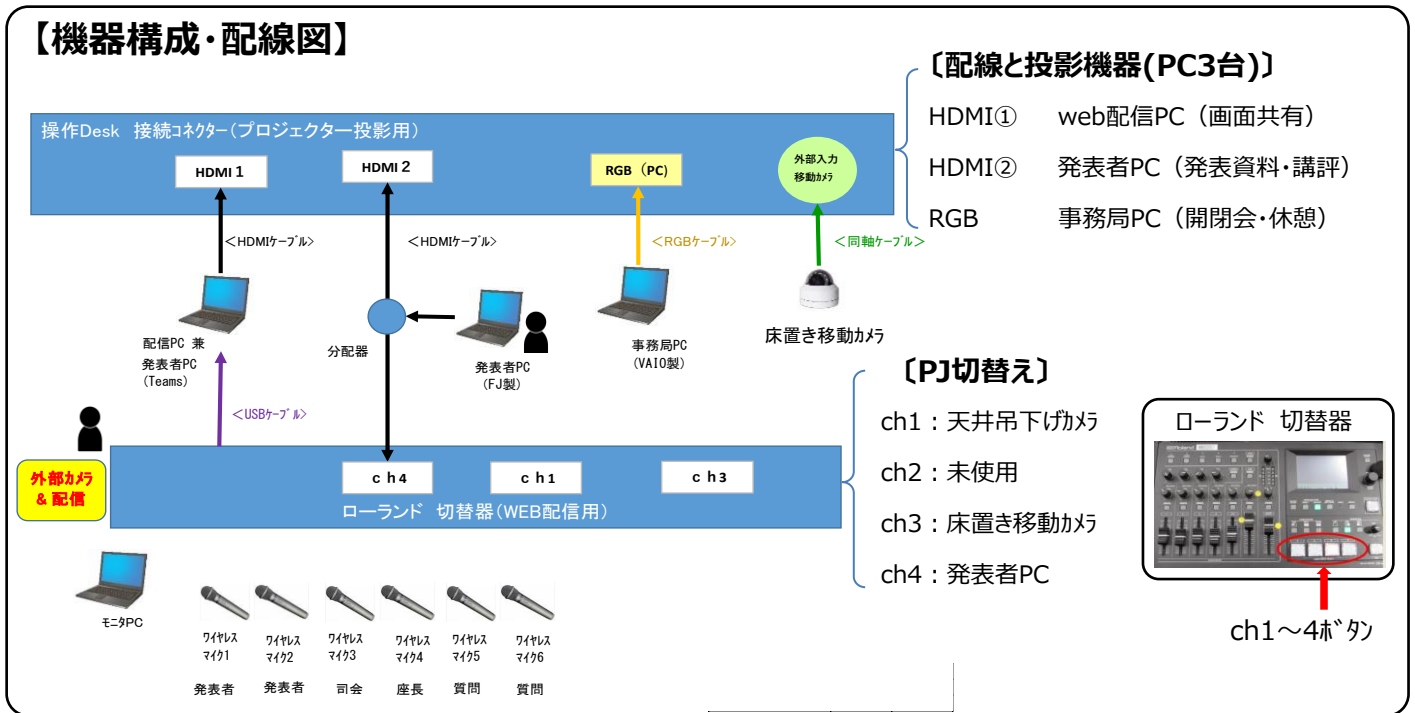 【機器構成・配線図】
〔配線と投影機器(PC3台)〕
HDMI① web配信PC（画面共有）
HDMI② 発表者PC（発表資料・講評）
RGB 事務局PC（開閉会・休憩）
操作Desk 接続コネクター(プロジェクター投影用)
HDMI 1
HDMI 2
RGB (PC)
外部入力
移動カメラ
＜HDMIケーブル＞
＜HDMIケーブル＞
＜RGBケーブル＞
＜同軸ケーブル＞
配信PC 兼
発表者PC
(Teams)
分配器
発表者PC
(FJ製)
事務局PC
(VAIO製)
床置き移動カメラ
＜USBケーブル＞
外部カメラ
& 配信
ｃｈ4
ｃｈ1
ｃｈ3
ローランド 切替器(WEB配信用)
〔PJ切替え〕
ch1：天井吊下げカメラ
ch2：未使用
ch3：床置き移動カメラ
ch4：発表者PC
ローランド 切替器
Roland
ch1～4ボタン
モニタPC
ワイヤレス
マイク1
発表者
ワイヤレス
マイク2
発表者
ワイヤレス
マイク3
司会
ワイヤレス
マイク4
座長
ワイヤレス
マイク5
質問
ワイヤレス
マイク6
質問